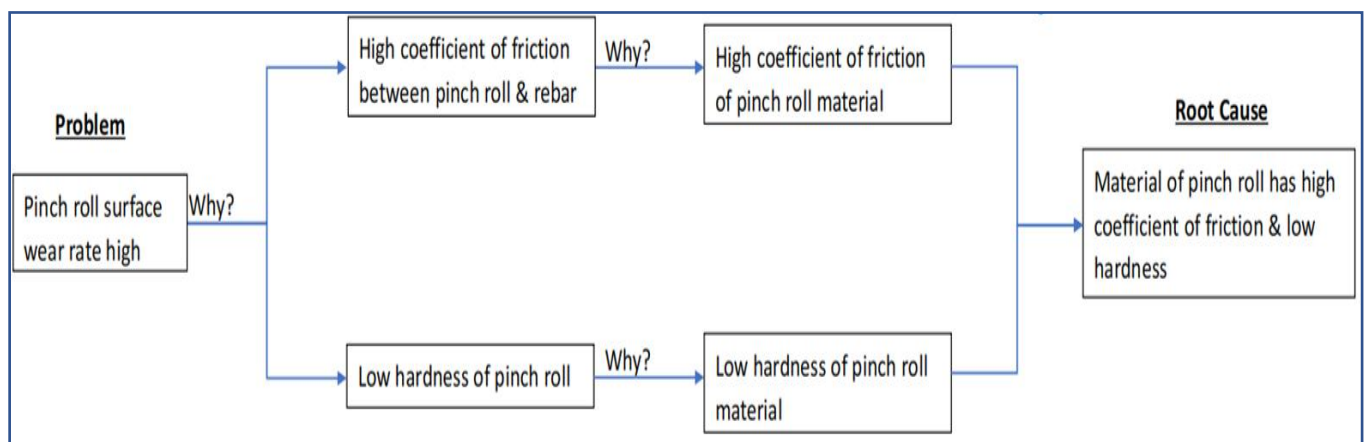 Problem
Pinch roll surface
wear rate high
Why?
High coefficient of friction
between pinch roll & rebar
Why?
High coefficient of friction
of pinch roll material
Low hardness of pinch roll
Why?
Low hardness of pinch roll
material
Root Cause
Material of pinch roll has high
coefficient of friction & low
hardness